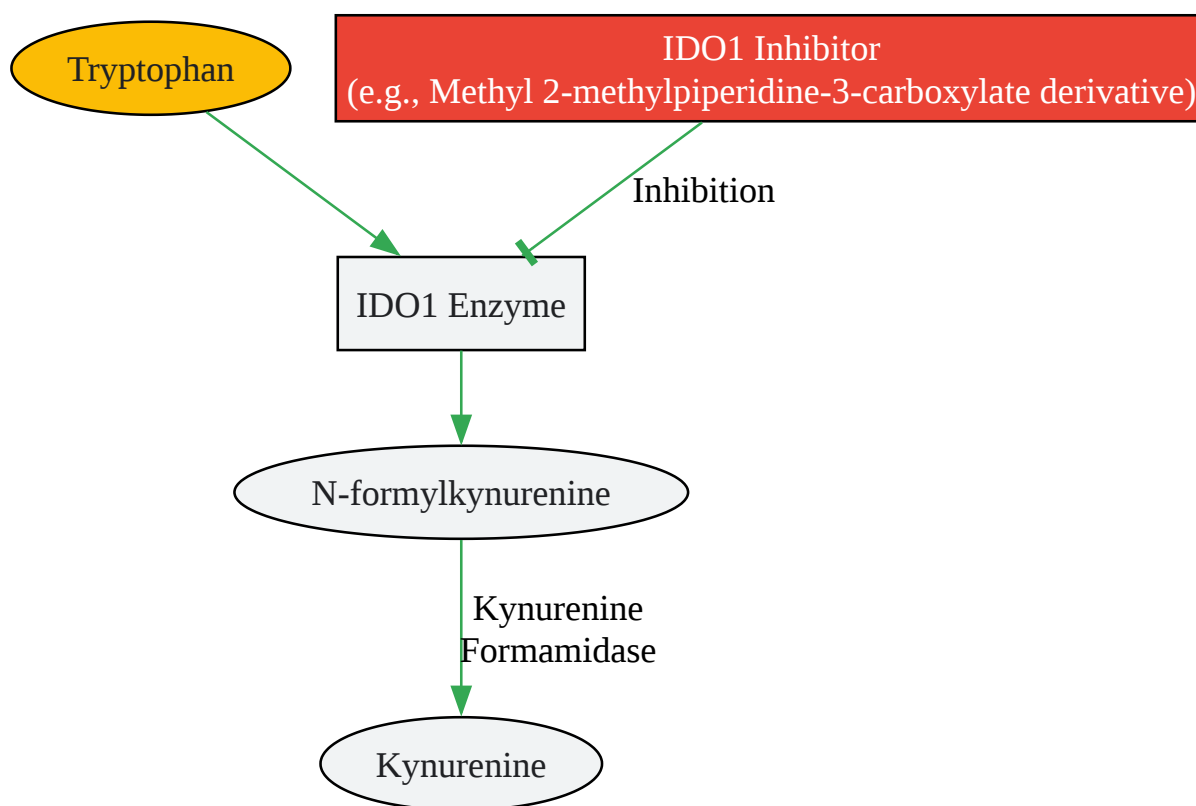 Tryptophan
IDO1 Inhibitor
(e.g., Methyl 2-methylpiperidine-3-carboxylate derivative)
Inhibition
IDO1 Enzyme
N-formylkynurenine
Kynurenine
Formamidase
Kynurenine